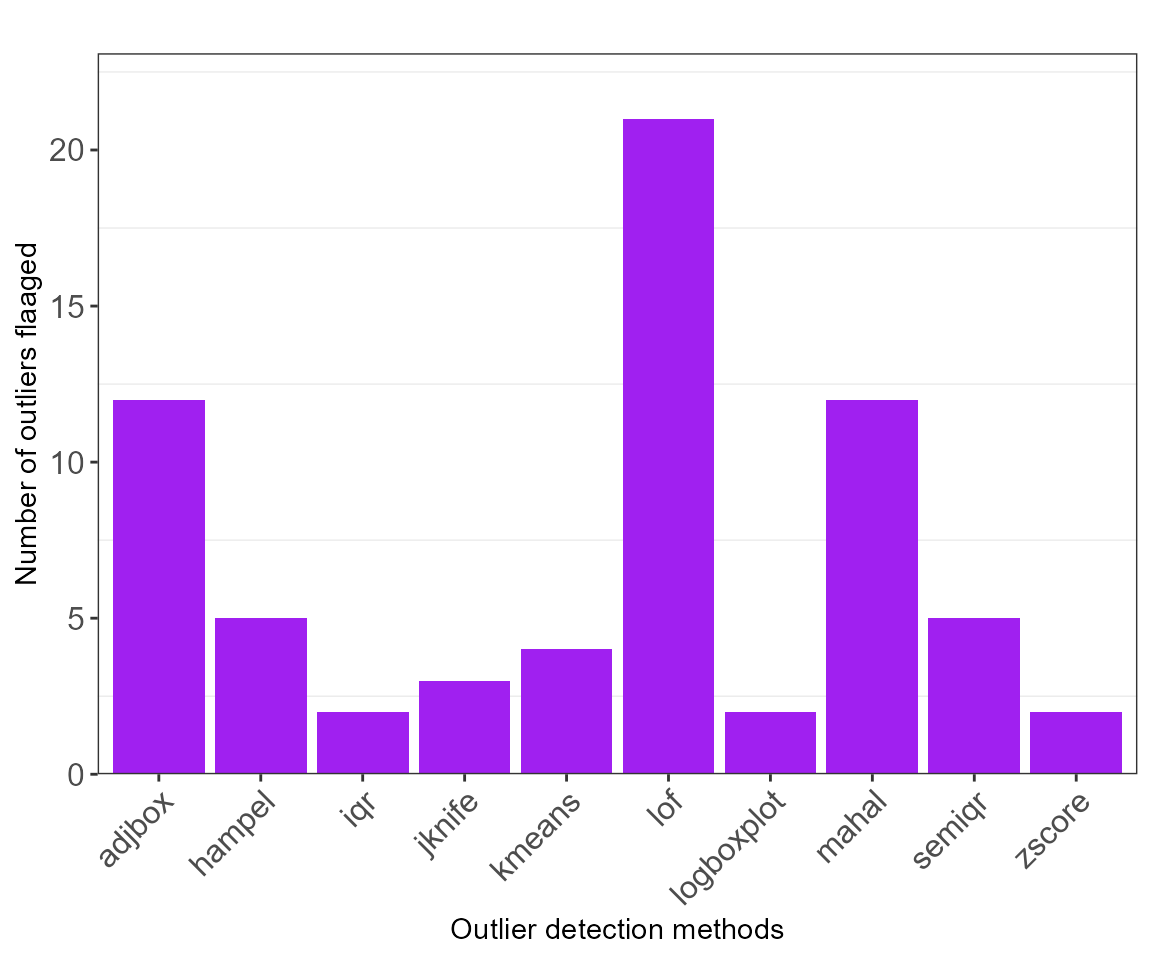 Number of outliers flaaged
20
15
10
5
0
adjbox
hampel
iqr
jknife
kmeans
lof
logboxplot
mahal
semiqr
zscore
Outlier detection methods